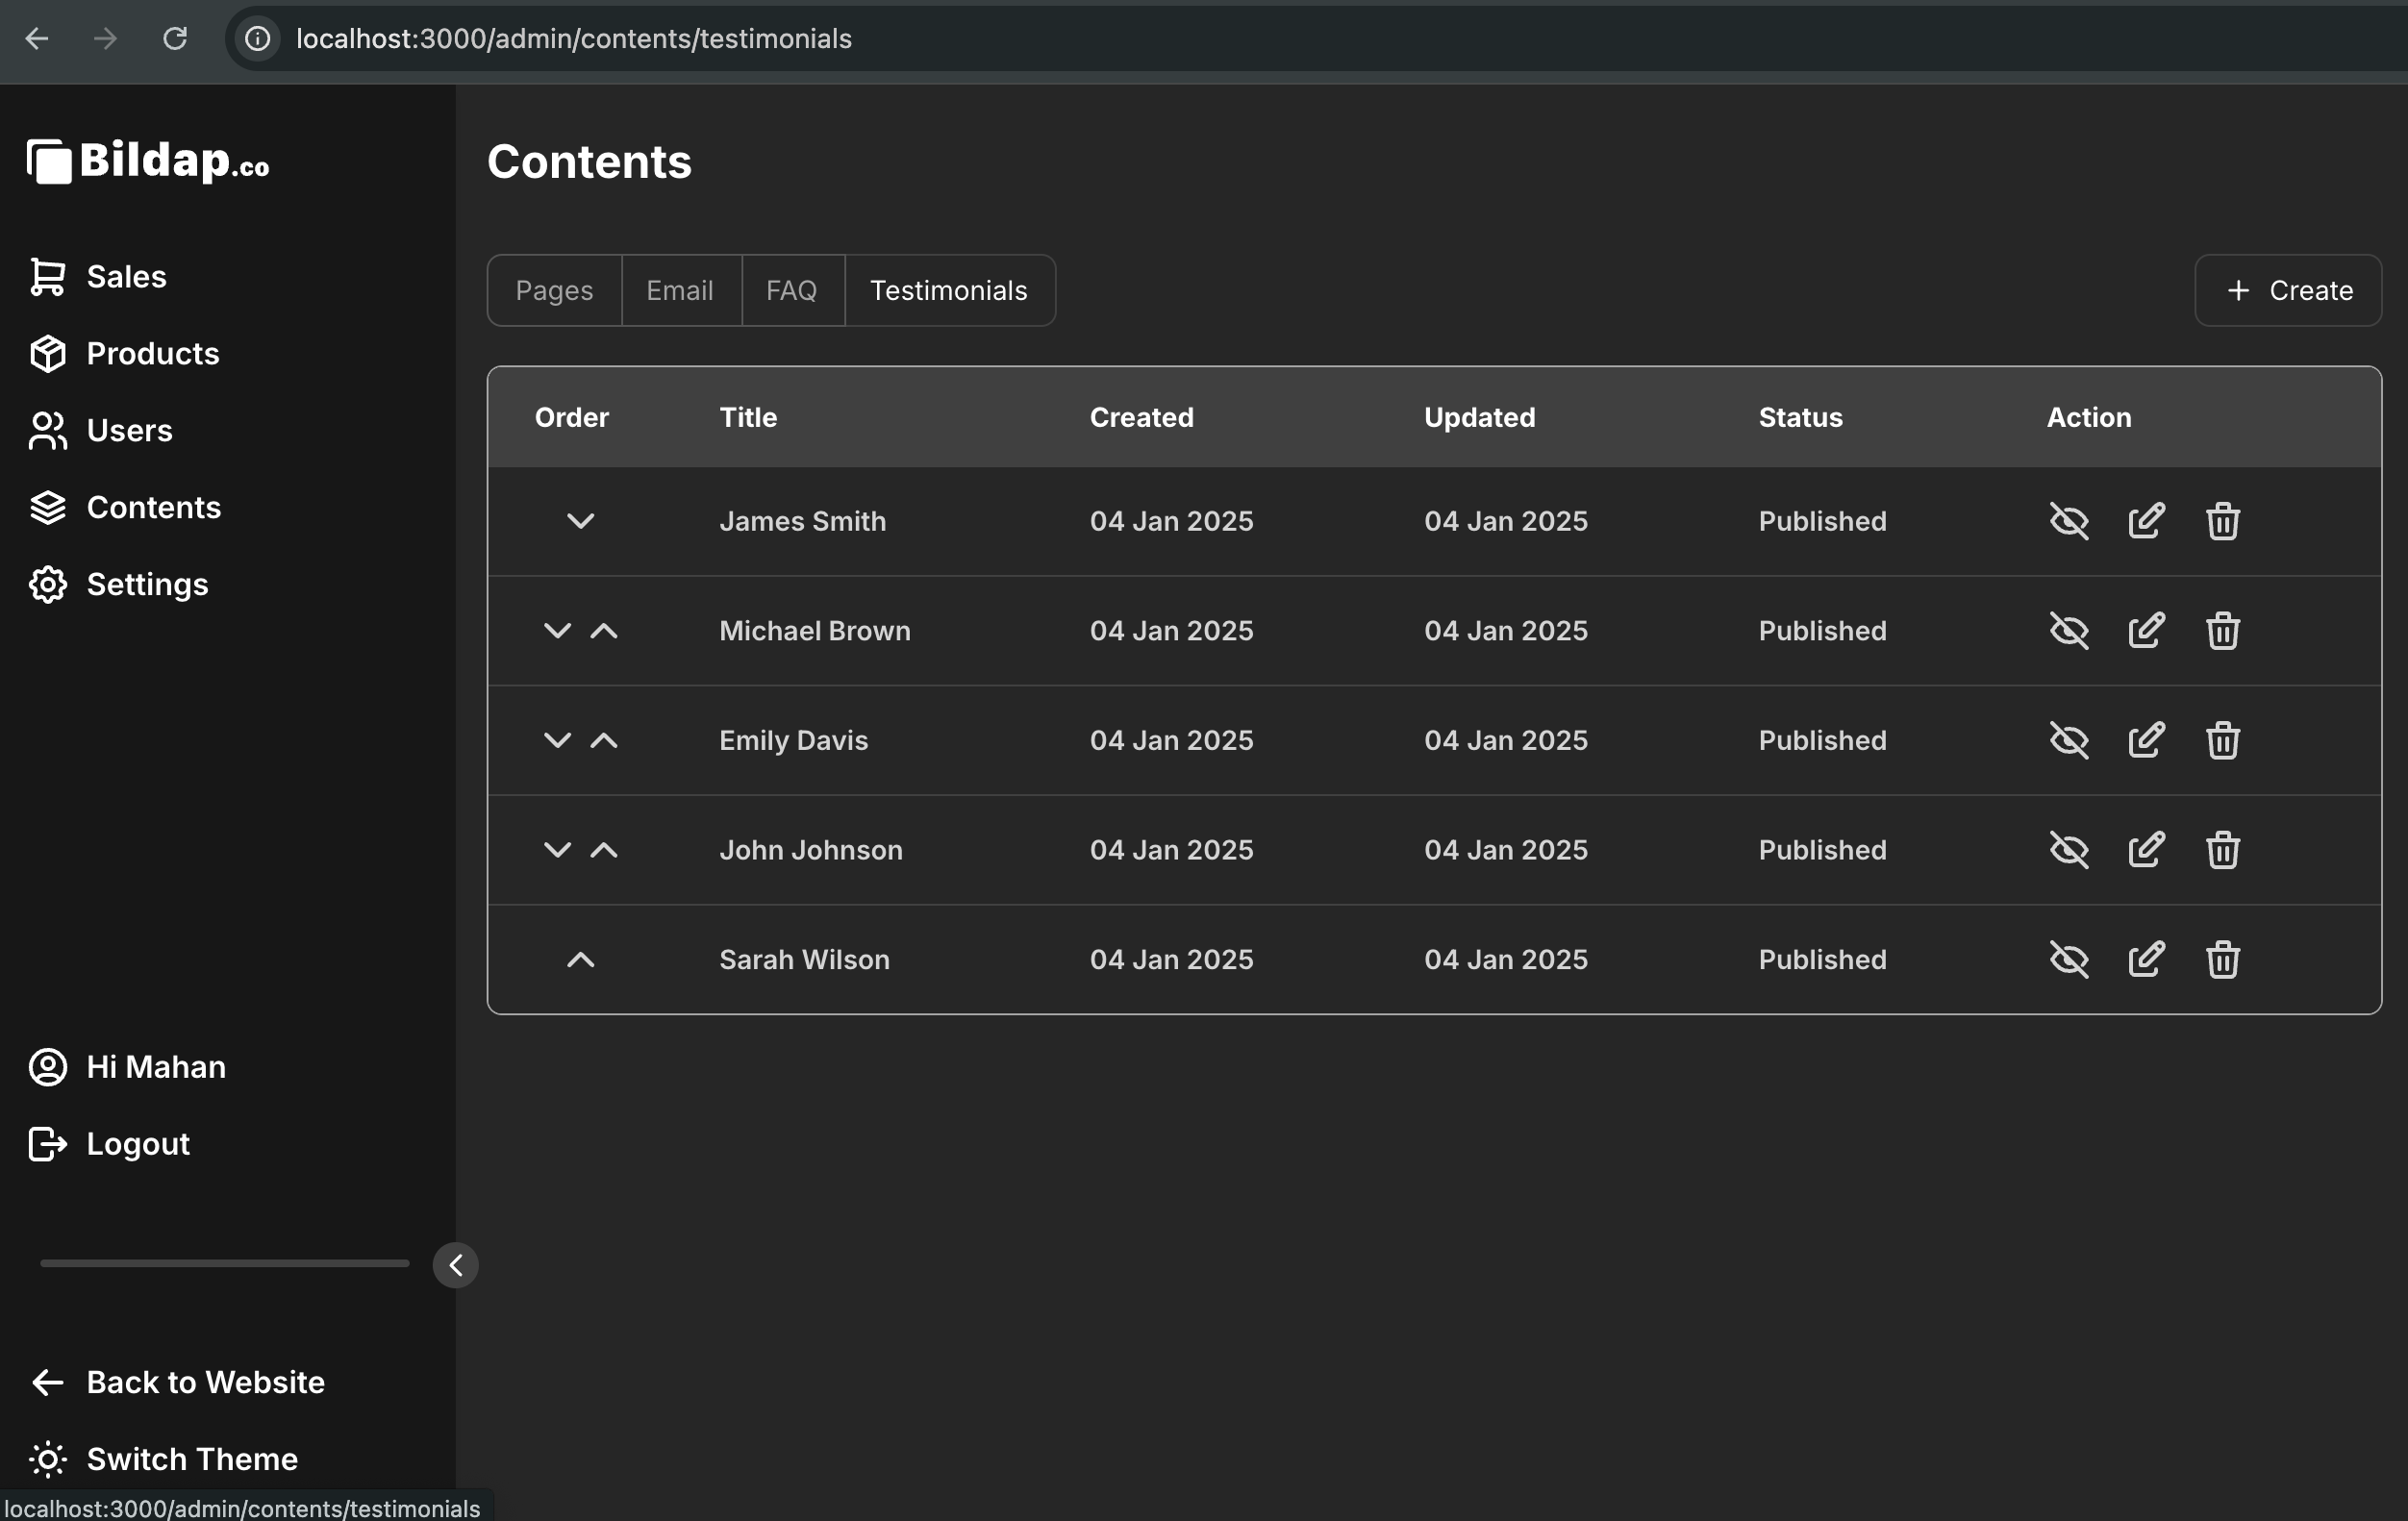 localhost:3000/admin/contents/testimonials
Bildap.co
Sales
Products
Users
Contents
Settings
Hi Mahan
Logout
Back to Website
Switch Theme
Contents
Pages Email FAQ Testimonials
+ Create
Order Title Created Updated Status Action
James Smith 04 Jan 2025 04 Jan 2025 Published
Michael Brown 04 Jan 2025 04 Jan 2025 Published
Emily Davis 04 Jan 2025 04 Jan 2025 Published
John Johnson 04 Jan 2025 04 Jan 2025 Published
Sarah Wilson 04 Jan 2025 04 Jan 2025 Published
localhost:3000/admin/contents/testimonials